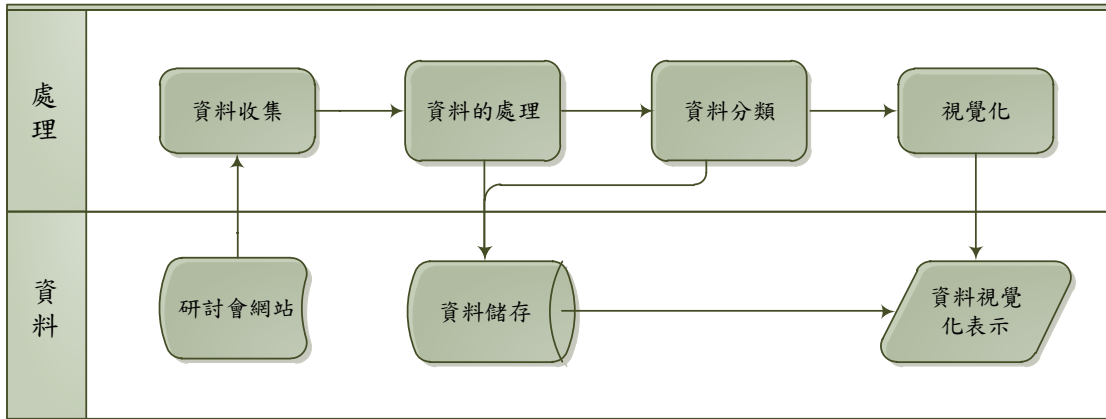 處理
資料收集
資料的處理
資料分類
視覺化
資料
研討會網站
資料儲存
資料視覺
化表示